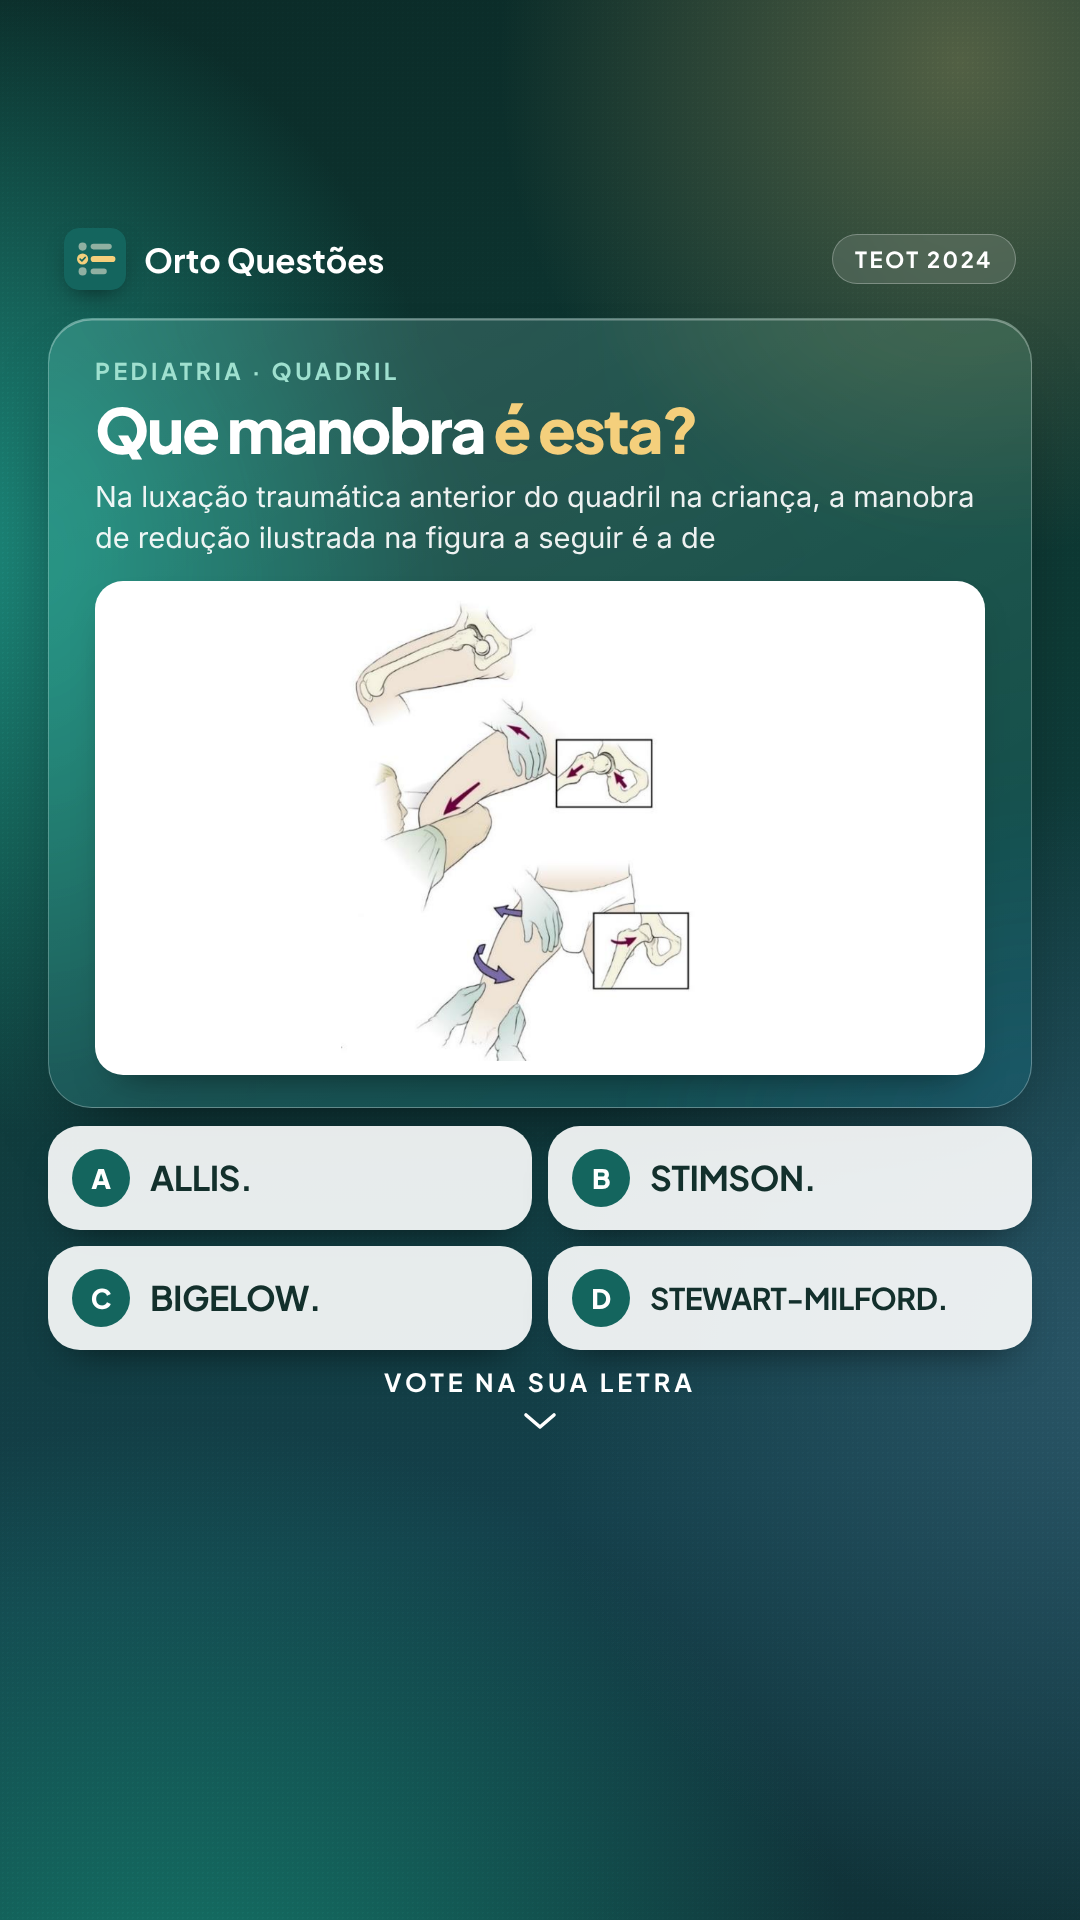 Orto Questões
TEOT 2024
PEDIATRIA · QUADRIL
Que manobra é esta?
Na luxação traumática anterior do quadril na criança, a manobra
de redução ilustrada na figura a seguir é a de
A ALLIS.
B STIMSON.
C BIGELOW.
D STEWART-MILFORD.
VOTE NA SUA LETRA